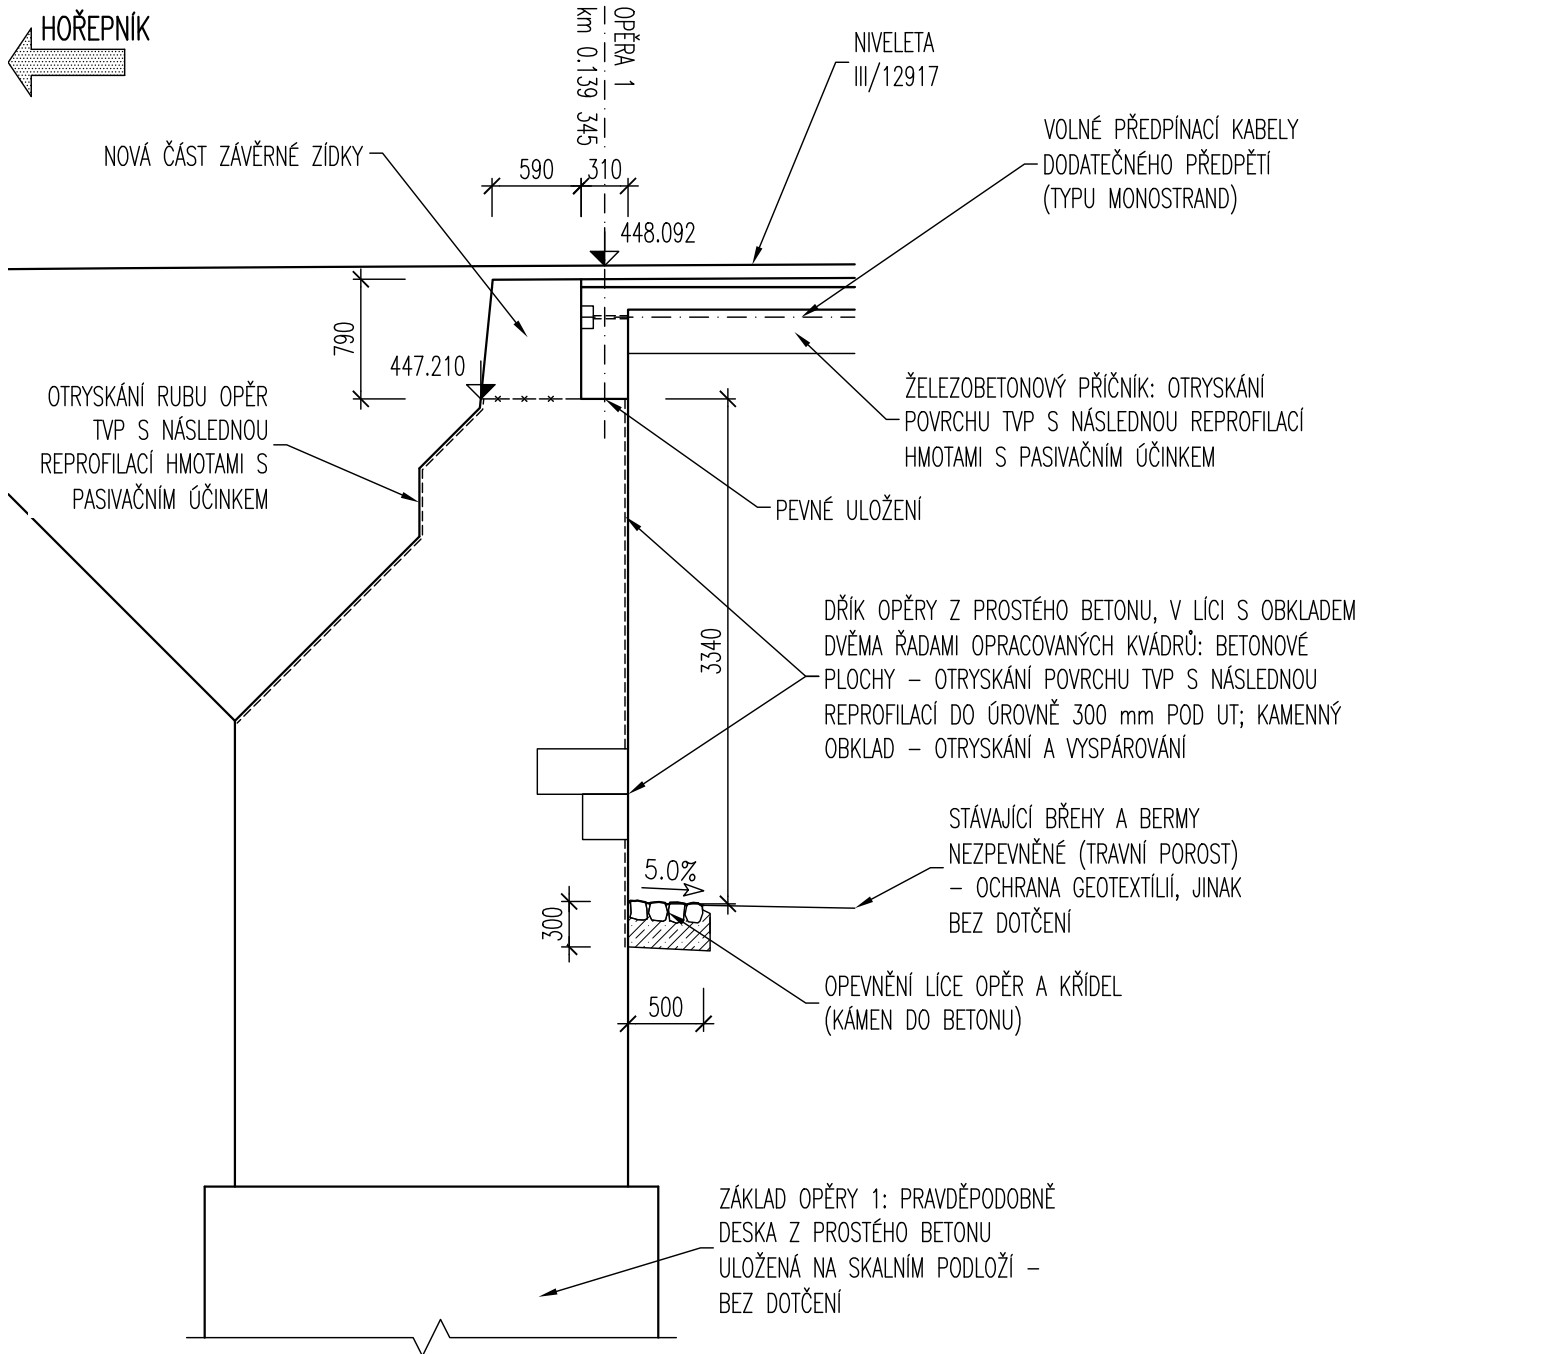 HOŘEPNÍK
OPĚRA 1
km 0.139 345
NIVELETA
III/12917
NOVÁ ČÁST ZÁVĚRNÉ ZÍDKY
VOLNÉ PŘEDPÍNACÍ KABELY
DODATEČNÉHO PŘEDPĚTÍ
(TYPU MONOSTRAND)
590
310
448.092
790
447.210
OTRYSKÁNÍ RUBU OPĚR
TVP S NÁSLEDNOU
REPROFILACÍ HMOTAMI S
PASIVAČNÍM ÚČINKEM
ŽELEZOBETONOVÝ PŘÍČNÍK: OTRYSKÁNÍ
POVRCHU TVP S NÁSLEDNOU REPROFILACÍ
HMOTAMI S PASIVAČNÍM ÚČINKEM
PEVNÉ ULOŽENÍ
DŘÍK OPĚRY Z PROSTÉHO BETONU, V LÍCI S OBKLADEM
DVĚMA ŘADAMI OPRACOVANÝCH KVÁDRŮ: BETONOVÉ
PLOCHY – OTRYSKÁNÍ POVRCHU TVP S NÁSLEDNOU
REPROFILACÍ DO ÚROVNĚ 300 mm POD UT; KAMENNÝ
OBKLAD – OTRYSKÁNÍ A VYSPÁROVÁNÍ
3340
STÁVAJÍCÍ BŘEHY A BERMY
NEZPEVNĚNÉ (TRAVNÍ POROST)
– OCHRANA GEOTEXTÍLIÍ, JINAK
BEZ DOTČENÍ
5.0%
300
OPEVNĚNÍ LÍCE OPĚR A KŘÍDEL
(KÁMEN DO BETONU)
500
ZÁKLAD OPĚRY 1: PRAVDĚPODOBNĚ
DESKA Z PROSTÉHO BETONU
ULOŽENÁ NA SKALNÍM PODLOŽÍ –
BEZ DOTČENÍ